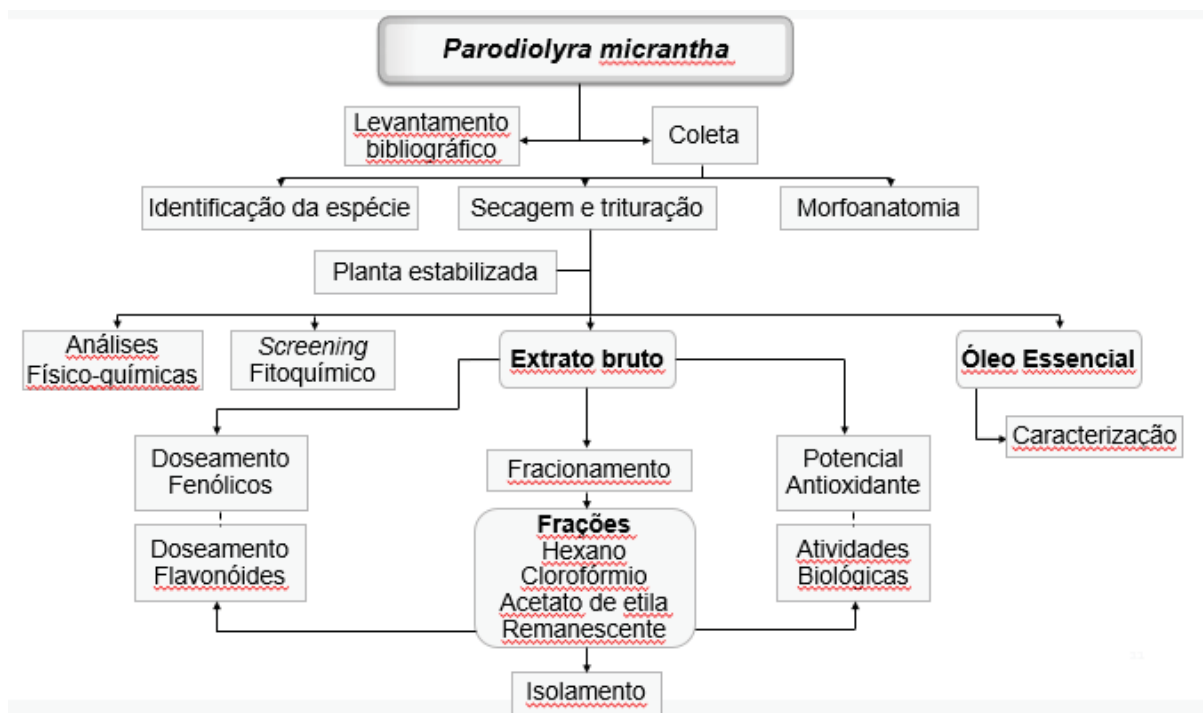 Parodiolyra micrantha
Levantamento
bibliográfico
Coleta
Identificação da espécie
Secagem e trituração
Morfoanatomia
Planta estabilizada
Análises
Físico-químicas
Screening
Fitoquímico
Extrato bruto
Óleo Essencial
Caracterização
Doseamento
Fenólicos
Fracionamento
Potencial
Antioxidante
Doseamento
Flavonóides
Frações
Hexano
Clorofórmio
Acetato de etila
Remanescente
Atividades
Biológicas
Isolamento